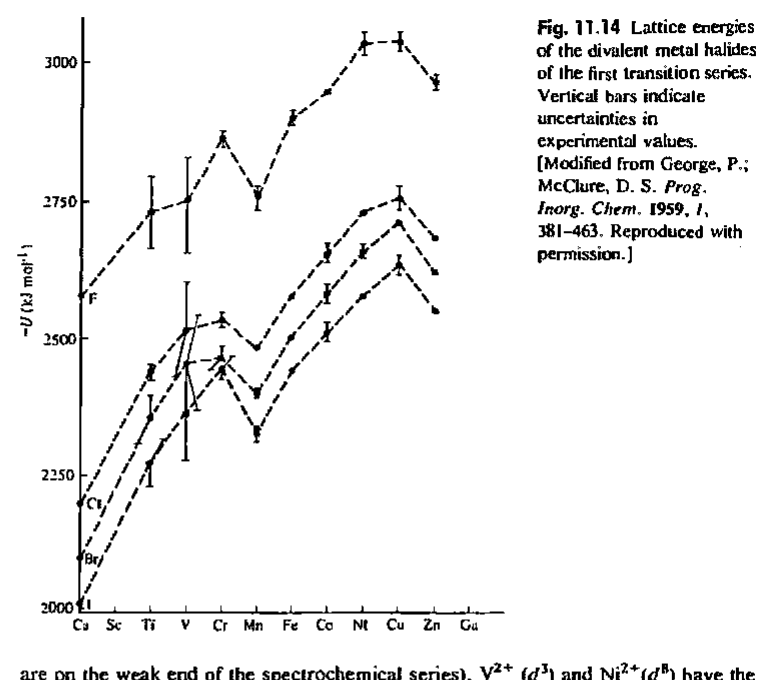 Fig. 11.14 Lattice energies
of the divalent metal halides
of the first transition series.
Vertical bars indicate
uncertainties in
experimental values.
[Modified from George, P.;
McClure, D. S. Prog.
Inorg. Chem. 1959, 1,
381–463. Reproduced with
permission.]
3000
2750
-U (kJ mol⁻¹)
2500
2250
2000
F
Cl
Br
I
Ca Sc Ti V Cr Mn Fe Co Ni Cu Zn Ga
are on the weak end of the spectrochemical series). V²⁺ (d³) and Ni²⁺(d⁸) have the